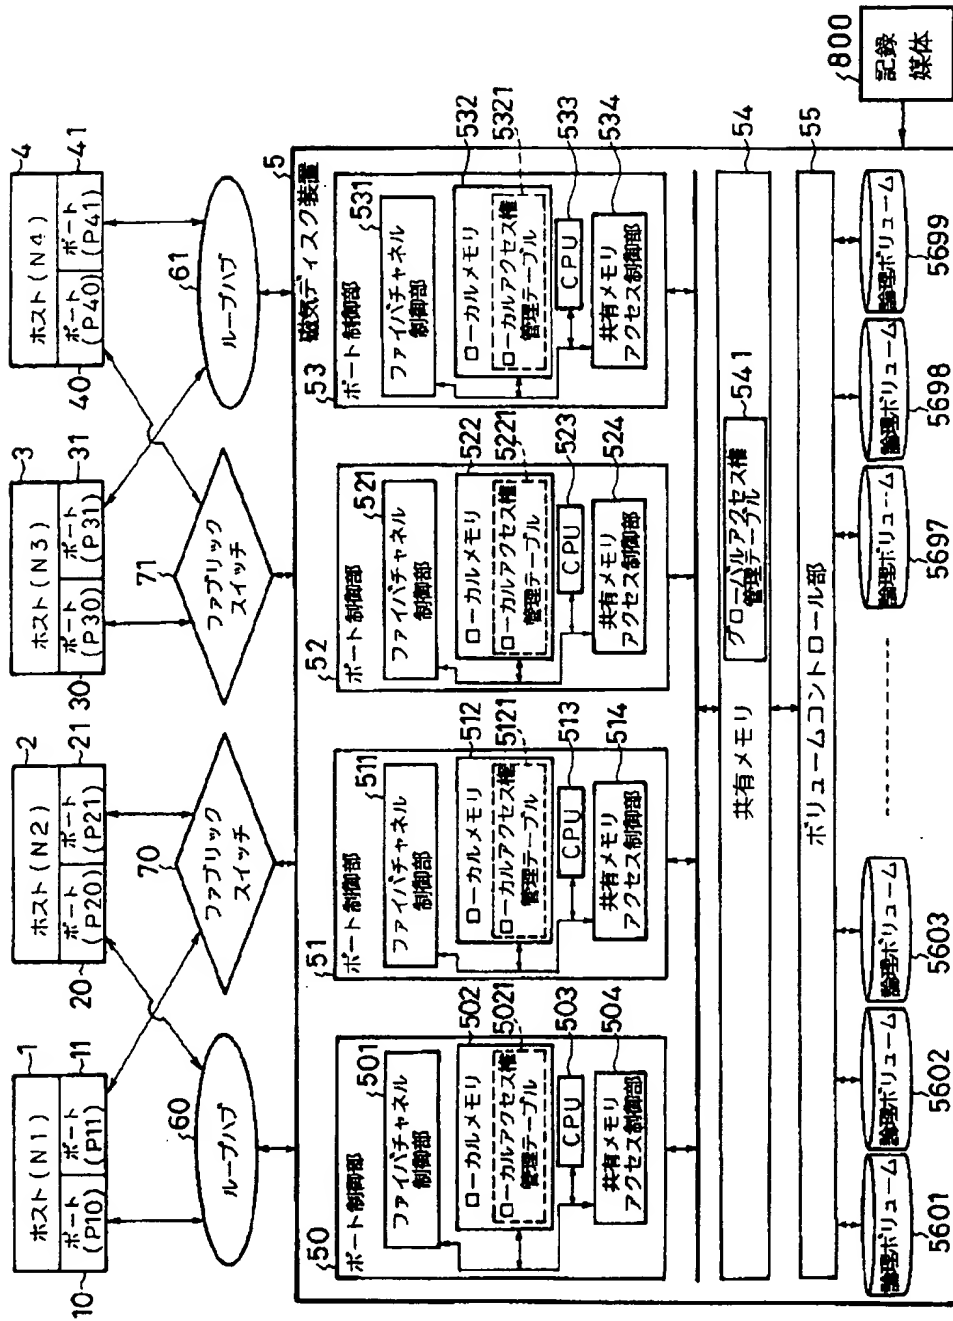 1
ホスト(N1)
ポート
(P10)
ポート
(P11)
10
11
2
ホスト(N2)
ポート
(P20)
ポート
(P21)
20
21
3
ホスト(N3)
ポート
(P30)
ポート
(P31)
30
31
4
ホスト(N4)
ポート
(P40)
ポート
(P41)
40
41
60
ループハブ
70
ファブリック
スイッチ
71
ファブリック
スイッチ
61
ループハブ
5
磁気ディスク装置
50
ポート制御部
501
ファイバチャネル
制御部
502
ローカルメモリ
5021
ローカルアクセス権
管理テーブル
503
CPU
504
共有メモリ
アクセス制御部
51
ポート制御部
511
ファイバチャネル
制御部
512
ローカルメモリ
5121
ローカルアクセス権
管理テーブル
513
CPU
514
共有メモリ
アクセス制御部
52
ポート制御部
521
ファイバチャネル
制御部
522
ローカルメモリ
5221
ローカルアクセス権
管理テーブル
523
CPU
524
共有メモリ
アクセス制御部
53
ポート制御部
531
ファイバチャネル
制御部
532
ローカルメモリ
5321
ローカルアクセス権
管理テーブル
533
CPU
534
共有メモリ
アクセス制御部
54
共有メモリ
541
グローバルアクセス権
管理テーブル
55
ボリュームコントロール部
論理ボリューム
5601
論理ボリューム
5602
論理ボリューム
5603
論理ボリューム
5697
論理ボリューム
5698
論理ボリューム
5699
800
記録
媒体